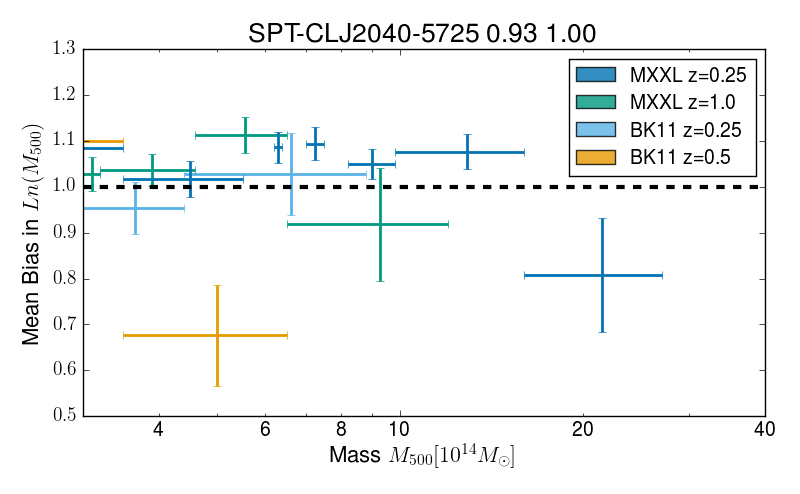 SPT-CLJ2040-5725 0.93 1.00
1.3
1.2
1.1
1.0
0.9
0.8
0.7
0.6
0.5
Mean Bias in Ln(M500)
MXXL z=0.25
MXXL z=1.0
BK11 z=0.25
BK11 z=0.5
4 6 8 10 20 40
Mass M500[10^14 M⊙]